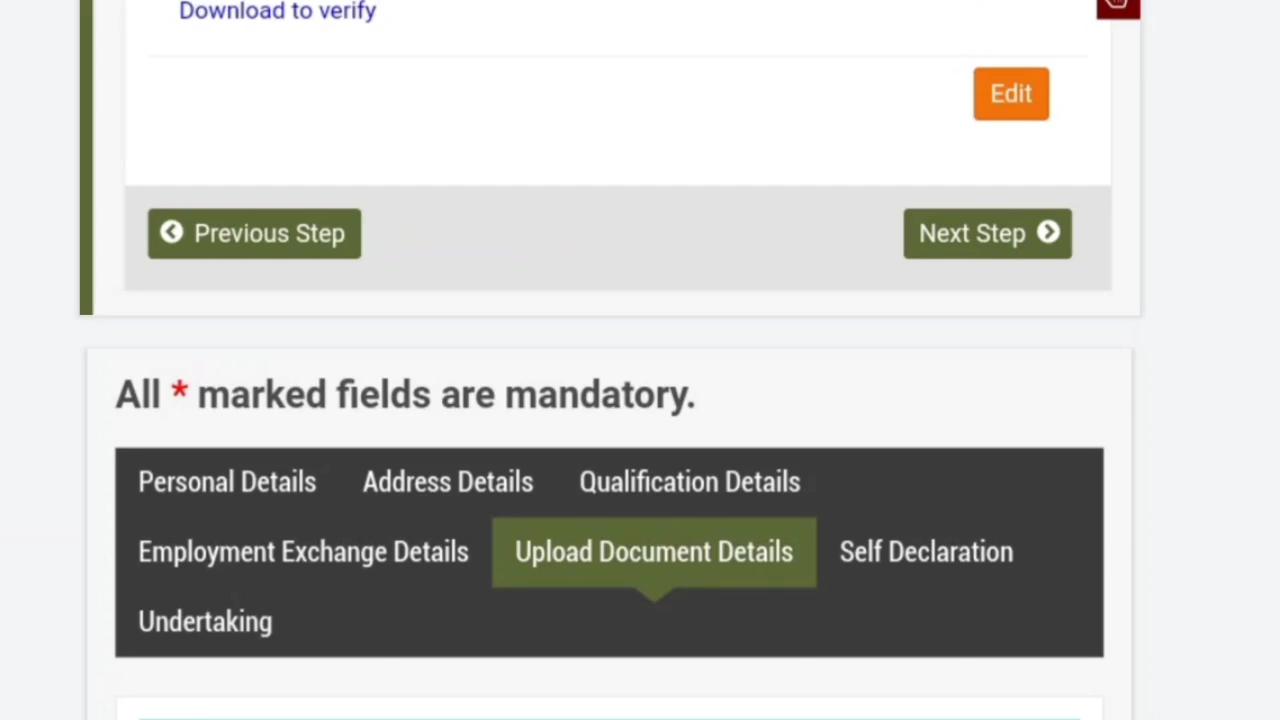 Download to verify
Edit
Previous Step
Next Step
All * marked fields are mandatory.
Personal Details Address Details Qualification Details
Employment Exchange Details Upload Document Details Self Declaration
Undertaking